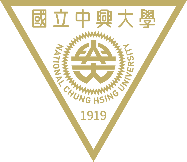 國立中興大學
NATIONAL CHUNG HSING UNIVERSITY
1919